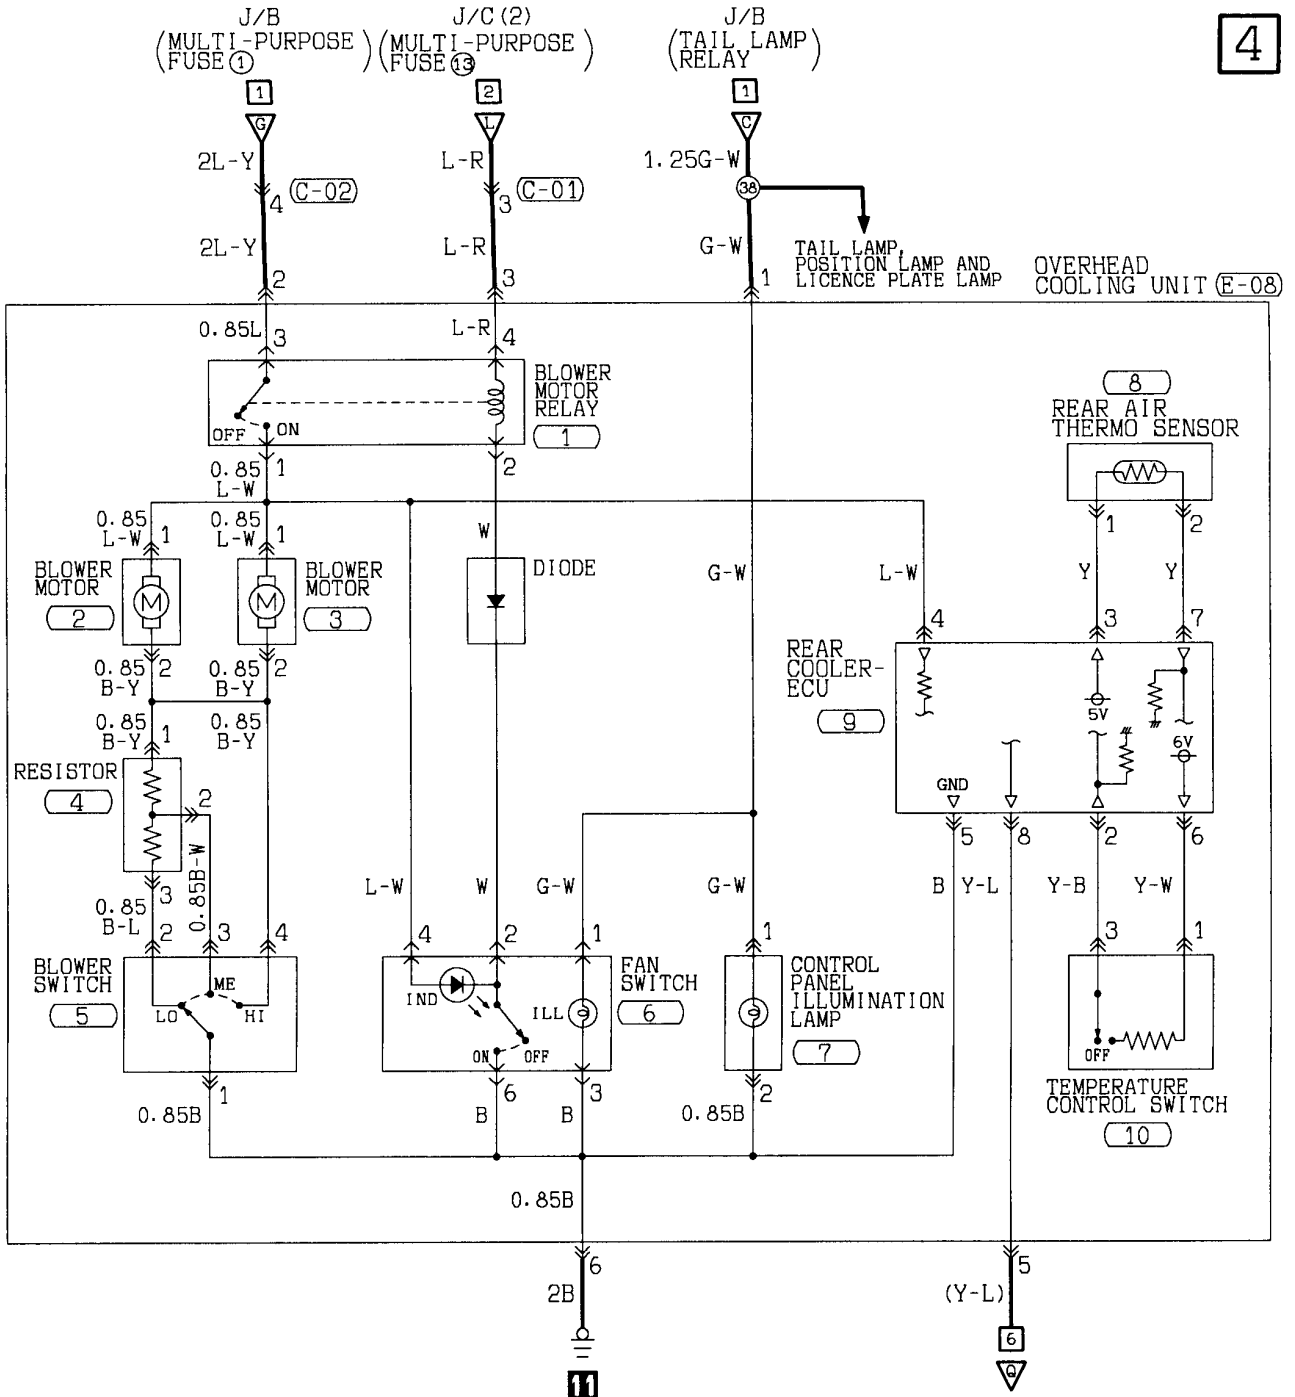 J/B
(MULTI-PURPOSE
FUSE ①)
J/C (2)
(MULTI-PURPOSE
FUSE ⑬)
J/B
(TAIL LAMP
RELAY)
4
1
2
1
G
L
C
2L-Y
L-R
1.25G-W
4
C-02
3
C-01
38
2L-Y
L-R
G-W
TAIL LAMP,
POSITION LAMP AND
LICENCE PLATE LAMP
OVERHEAD
COOLING UNIT E-08
2
3
1
0.85L
3
L-R
4
OFF
ON
BLOWER
MOTOR
RELAY
1
8
REAR AIR
THERMO SENSOR
0.85
L-W
1
2
1
2
0.85
L-W
1
0.85
L-W
1
W
G-W
L-W
Y
Y
BLOWER
MOTOR
2
M
M
BLOWER
MOTOR
3
DIODE
4
3
7
0.85
B-Y
2
0.85
B-Y
2
REAR
COOLER-
ECU
9
5V
6V
GND
0.85
B-Y
1
0.85
B-Y
RESISTOR
4
2
5
8
2
6
3
0.85
B-L
0.85B-W
L-W
W
G-W
G-W
B
Y-L
Y-B
Y-W
2
3
4
4
2
1
1
3
1
BLOWER
SWITCH
5
LO
ME
HI
IND
ILL
ON
OFF
FAN
SWITCH
6
CONTROL
PANEL
ILLUMINATION
LAMP
7
OFF
TEMPERATURE
CONTROL SWITCH
10
1
6
3
2
0.85B
B
B
0.85B
0.85B
6
5
2B
(Y-L)
6
11
Q